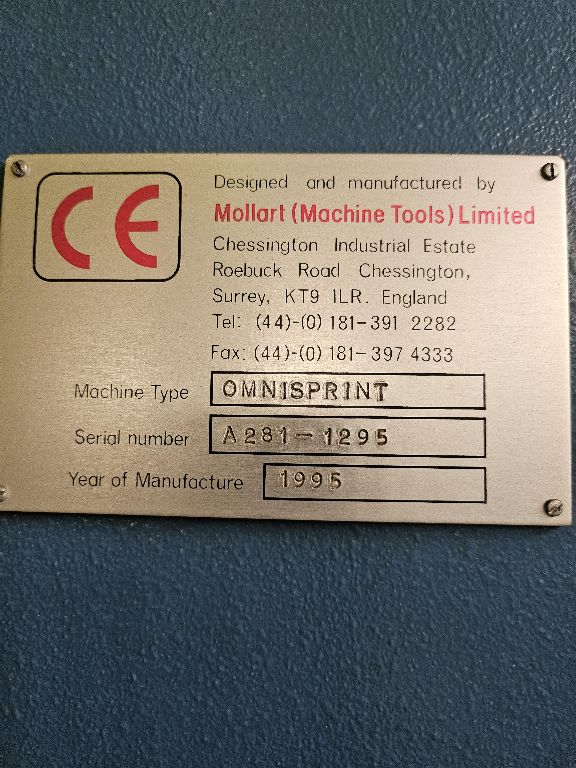 CE
Designed and manufactured by
Mollart (Machine Tools) Limited
Chessington Industrial Estate
Roebuck Road Chessington,
Surrey, KT9 1LR. England
Tel: (44)-(0) 181-391 2282
Fax: (44)-(0) 181-397 4333
Machine Type OMNISPRINT
Serial number A281-1295
Year of Manufacture 1995